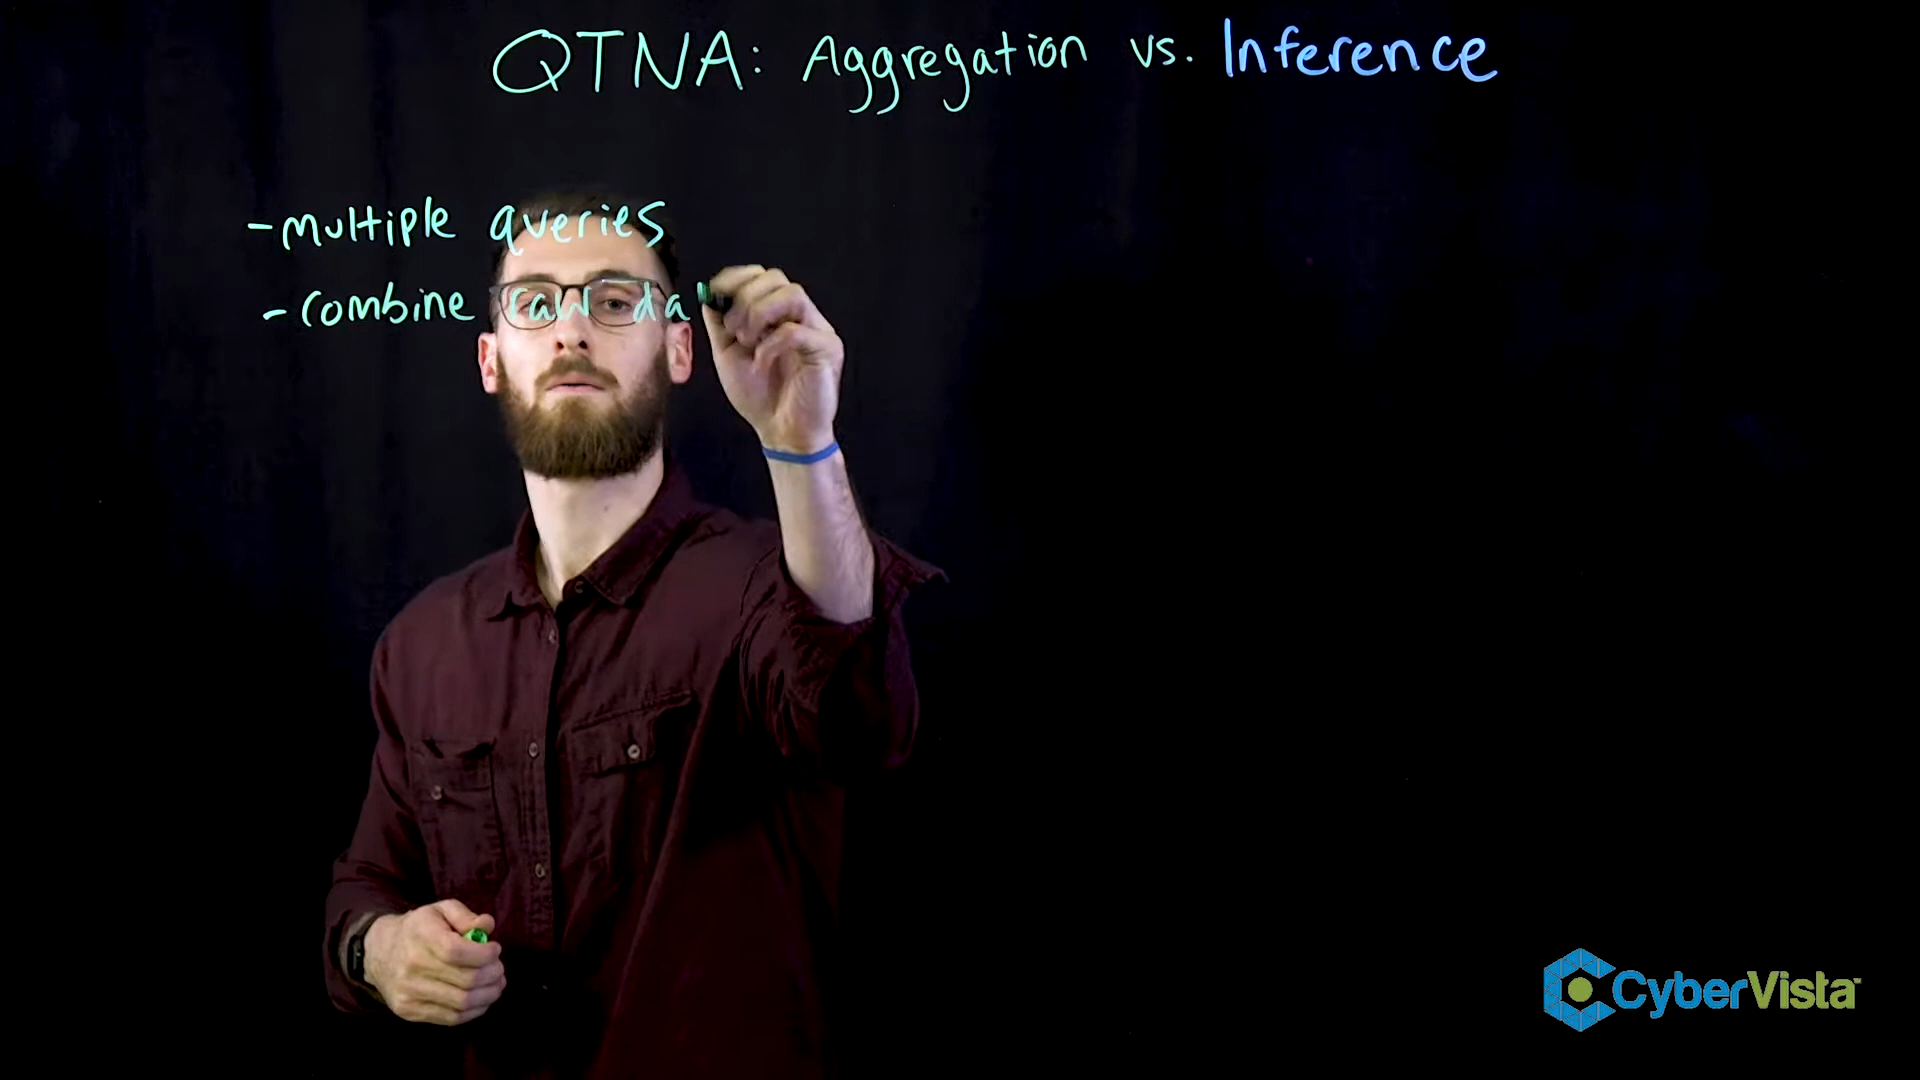 QTNA: Aggregation vs. Inference
- multiple queries
- combine raw da
CyberVista